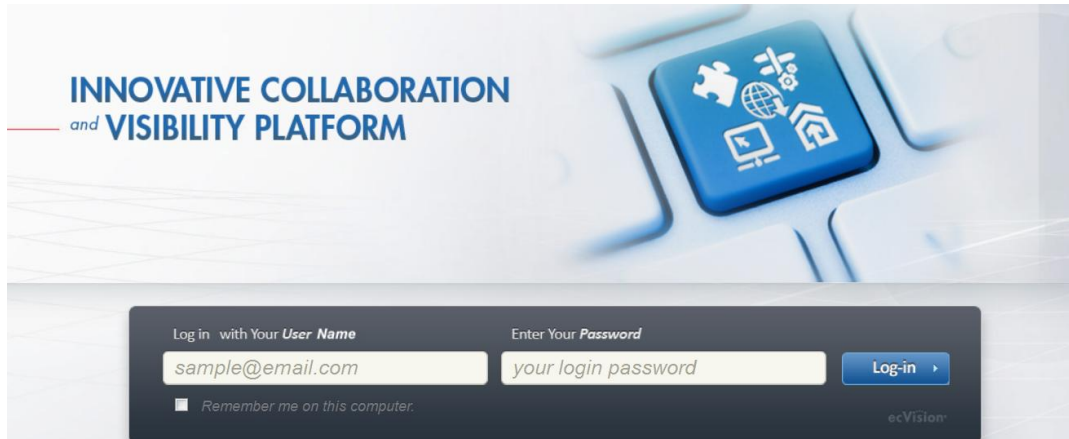 INNOVATIVE COLLABORATION
and VISIBILITY PLATFORM
Log in with Your User Name
Enter Your Password
sample@email.com
your login password
Log-in
Remember me on this computer.
ecVision